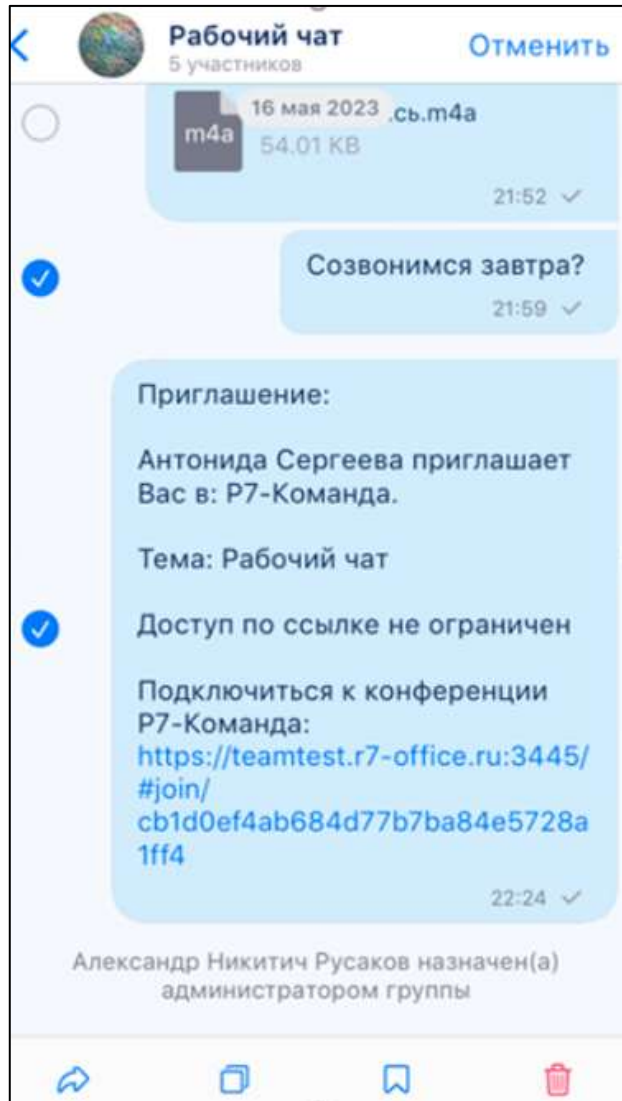 Рабочий чат
Отменить
5 участников
16 мая 2023
.сь.m4a
m4a
54.01 KB
21:52
Созвонимся завтра?
21:59
Приглашение:
Антонида Сергеева приглашает
Вас в: Р7-Команда.
Тема: Рабочий чат
Доступ по ссылке не ограничен
Подключиться к конференции
Р7-Команда:
https://teamtest.r7-office.ru:3445/
#join/
cb1d0ef4ab684d77b7ba84e5728a
1ff4
22:24
Александр Никитич Русаков назначен(а)
администратором группы